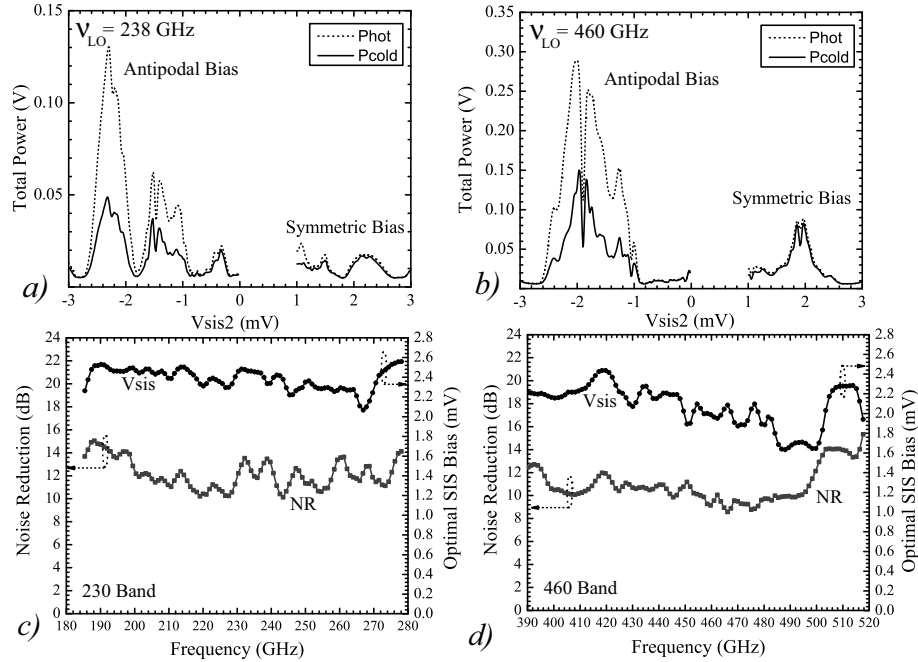 a)
ν_LO = 238 GHz
Phot
Pcold
Antipodal Bias
Symmetric Bias
Total Power (V)
0.15
0.10
0.05
-3 -2 -1 0 1 2 3
Vsis2 (mV)
b)
ν_LO = 460 GHz
Phot
Pcold
Antipodal Bias
Symmetric Bias
Total Power (V)
0.35
0.30
0.25
0.20
0.15
0.10
0.05
-3 -2 -1 0 1 2 3
Vsis2 (mV)
c)
Noise Reduction (dB)
24
22
20
18
16
14
12
10
8
6
4
2
0
Vsis
NR
230 Band
2.8
2.6
2.4
2.2
2.0
1.8
1.6
1.4
1.2
1.0
0.8
0.6
0.4
0.2
0.0
Optimal SIS Bias (mV)
180 190 200 210 220 230 240 250 260 270 280
Frequency (GHz)
d)
Noise Reduction (dB)
24
22
20
18
16
14
12
10
8
6
4
2
0
Vsis
NR
460 Band
2.8
2.6
2.4
2.2
2.0
1.8
1.6
1.4
1.2
1.0
0.8
0.6
0.4
0.2
0.0
Optimal SIS Bias (mV)
390 400 410 420 430 440 450 460 470 480 490 500 510 520
Frequency (GHz)